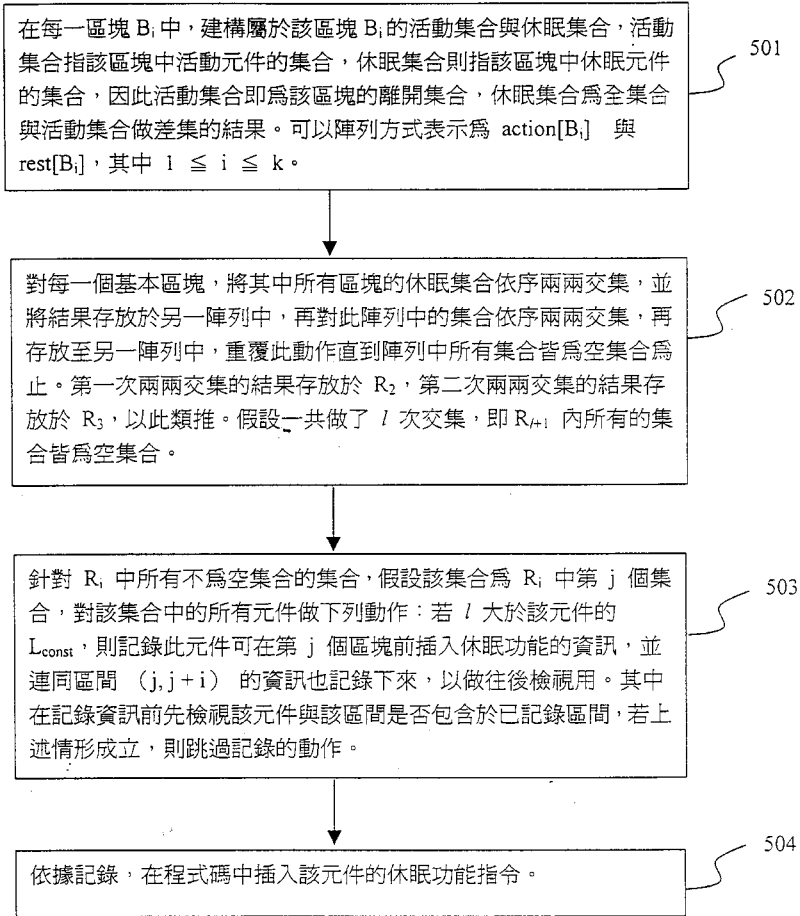 在每一區塊 Bi 中，建構屬於該區塊 Bi 的活動集合與休眠集合，活動
集合指該區塊中活動元件的集合，休眠集合則指該區塊中休眠元件
的集合，因此活動集合即爲該區塊的離開集合，休眠集合爲全集合
與活動集合做差集的結果。可以陣列方式表示爲 action[Bi] 與
rest[Bi]，其中 1 ≦ i ≦ k。
501
對每一個基本區塊，將其中所有區塊的休眠集合依序兩兩交集，並
將結果存放於另一陣列中，再對此陣列中的集合依序兩兩交集，再
存放至另一陣列中，重覆此動作直到陣列中所有集合皆爲空集合爲
止。第一次兩兩交集的結果存放於 R2，第二次兩兩交集的結果存
放於 R3，以此類推。假設一共做了 l 次交集，即 Rl+1 內所有的集
合皆爲空集合。
502
針對 Ri 中所有不爲空集合的集合，假設該集合爲 Ri 中第 j 個集
合，對該集合中的所有元件做下列動作：若 l 大於該元件的
Lconst，則記錄此元件可在第 j 個區塊前插入休眠功能的資訊，並
連同區間 （j, j + i） 的資訊也記錄下來，以做往後檢視用。其中
在記錄資訊前先檢視該元件與該區間是否包含於已記錄區間，若上
述情形成立，則跳過記錄的動作。
503
依據記錄，在程式碼中插入該元件的休眠功能指令。
504